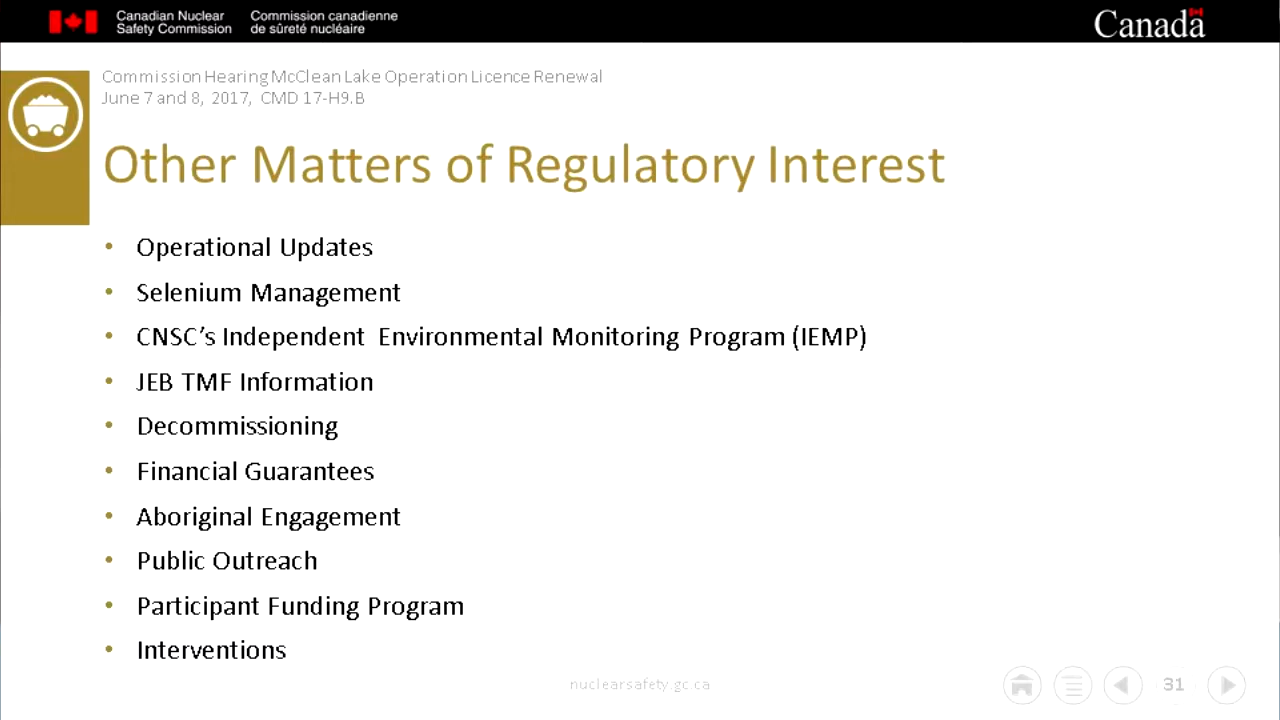 Canadian Nuclear Safety Commission
Commission canadienne de sûreté nucléaire
Canada
Commission Hearing McClean Lake Operation Licence Renewal
June 7 and 8, 2017, CMD 17-H9.B
Other Matters of Regulatory Interest
• Operational Updates
• Selenium Management
• CNSC’s Independent Environmental Monitoring Program (IEMP)
• JEB TMF Information
• Decommissioning
• Financial Guarantees
• Aboriginal Engagement
• Public Outreach
• Participant Funding Program
• Interventions
nuclearsafety.gc.ca
31